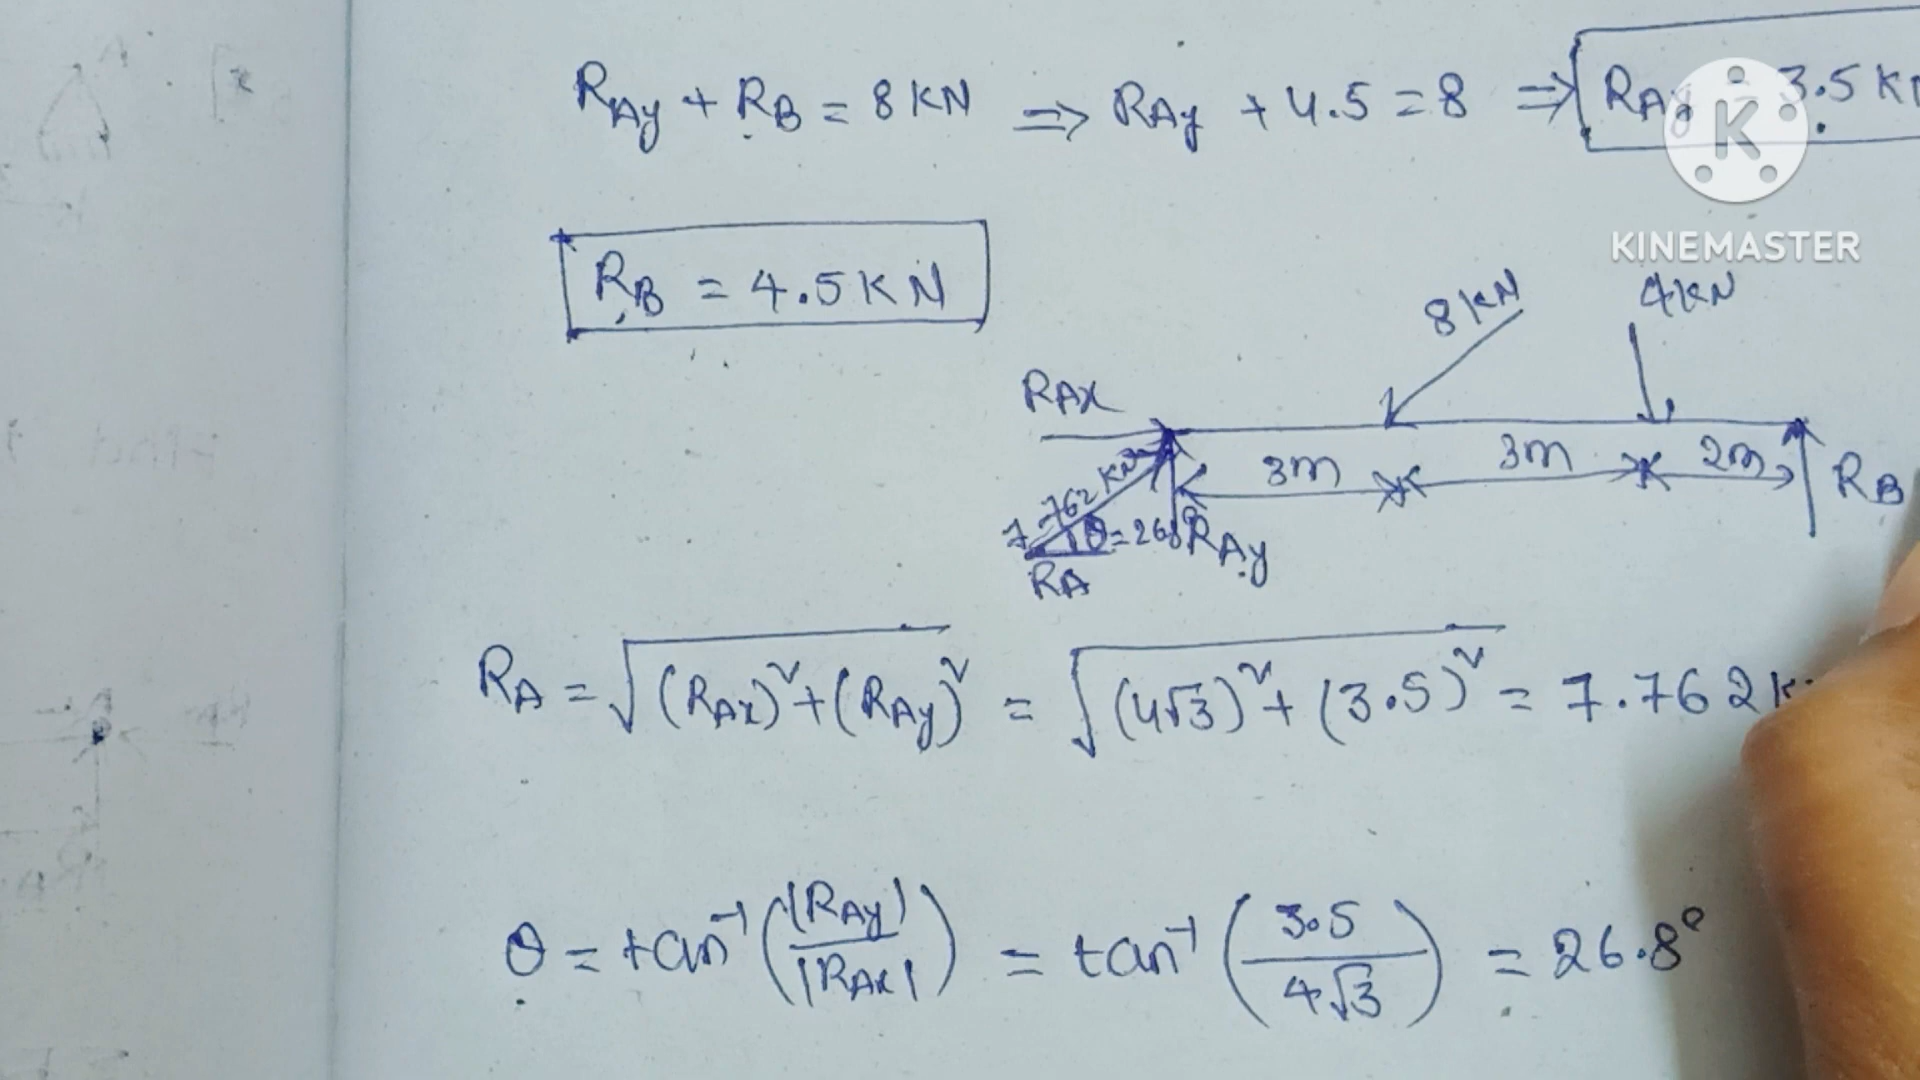 RAy + RB = 8 KN ⇒ RAy + 4.5 = 8 ⇒ RAy = 3.5 KN
KINEMASTER
RB = 4.5 KN
8 KN 4 KN
RAX
3m 3m 2m RB
7.762 KN θ = 26.8° RAy
RA
RA = √(RAx)² + (RAy)² = √(4√3)² + (3.5)² = 7.762 K
θ = tan⁻¹ (|RAy| / |RAx|) = tan⁻¹ (3.5 / 4√3) = 26.8°